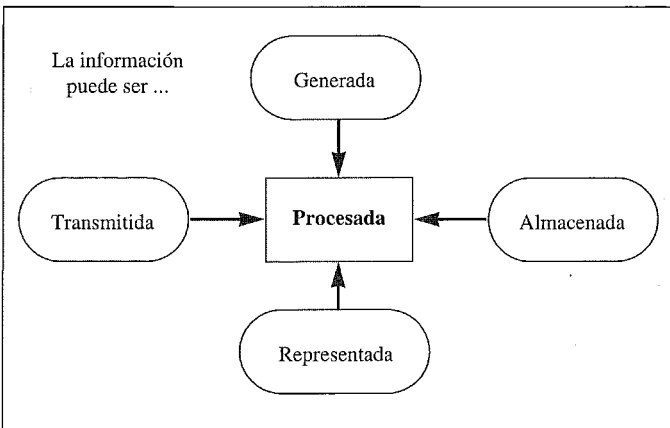 La información
puede ser ...
Generada
Transmitida
Procesada
Almacenada
Representada